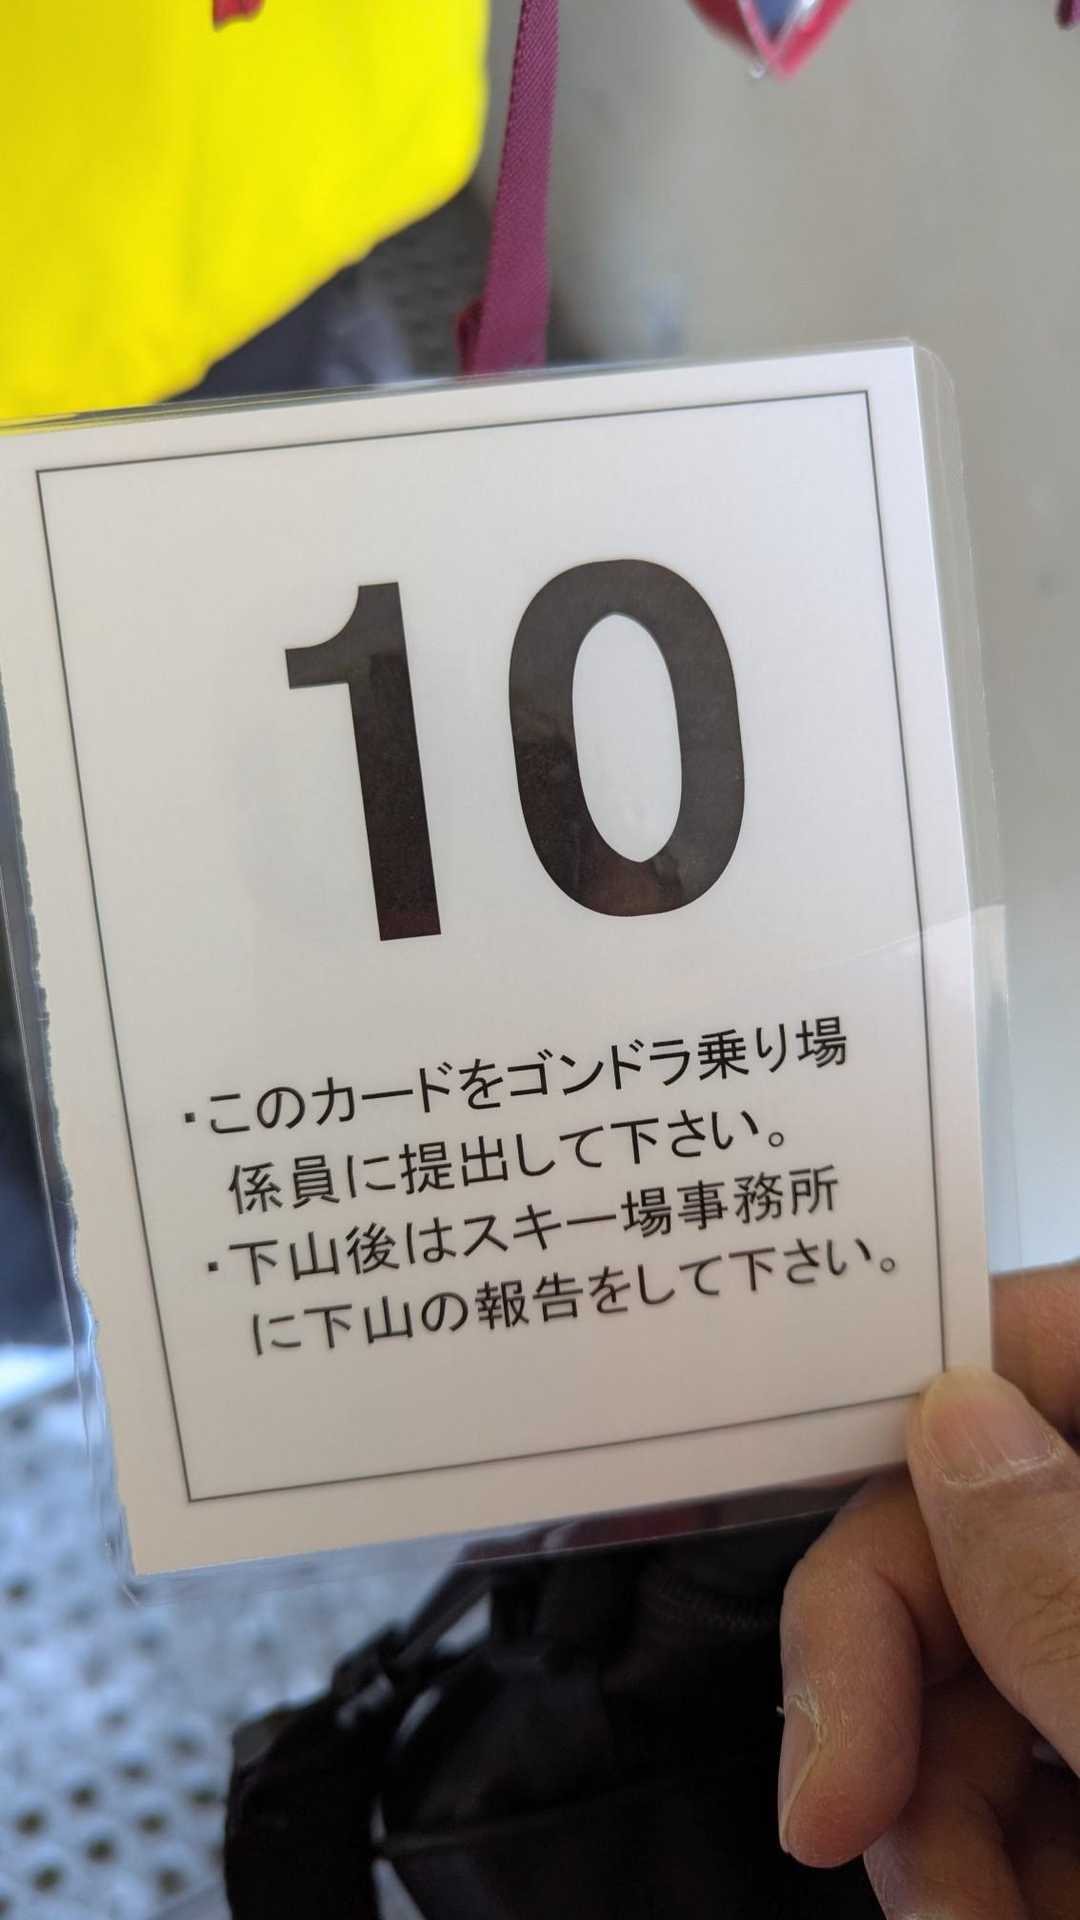 10
・このカードをゴンドラ乗り場
係員に提出して下さい。
・下山後はスキー場事務所
に下山の報告をして下さい。